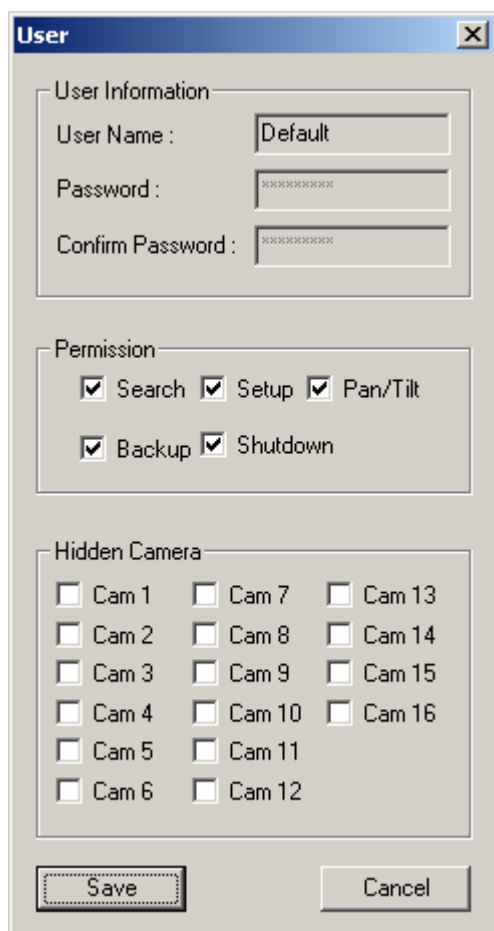 User
User Information
User Name : Default
Password : *********
Confirm Password : *********
Permission
Search Setup Pan/Tilt
Backup Shutdown
Hidden Camera
Cam 1 Cam 7 Cam 13
Cam 2 Cam 8 Cam 14
Cam 3 Cam 9 Cam 15
Cam 4 Cam 10 Cam 16
Cam 5 Cam 11
Cam 6 Cam 12
Save Cancel